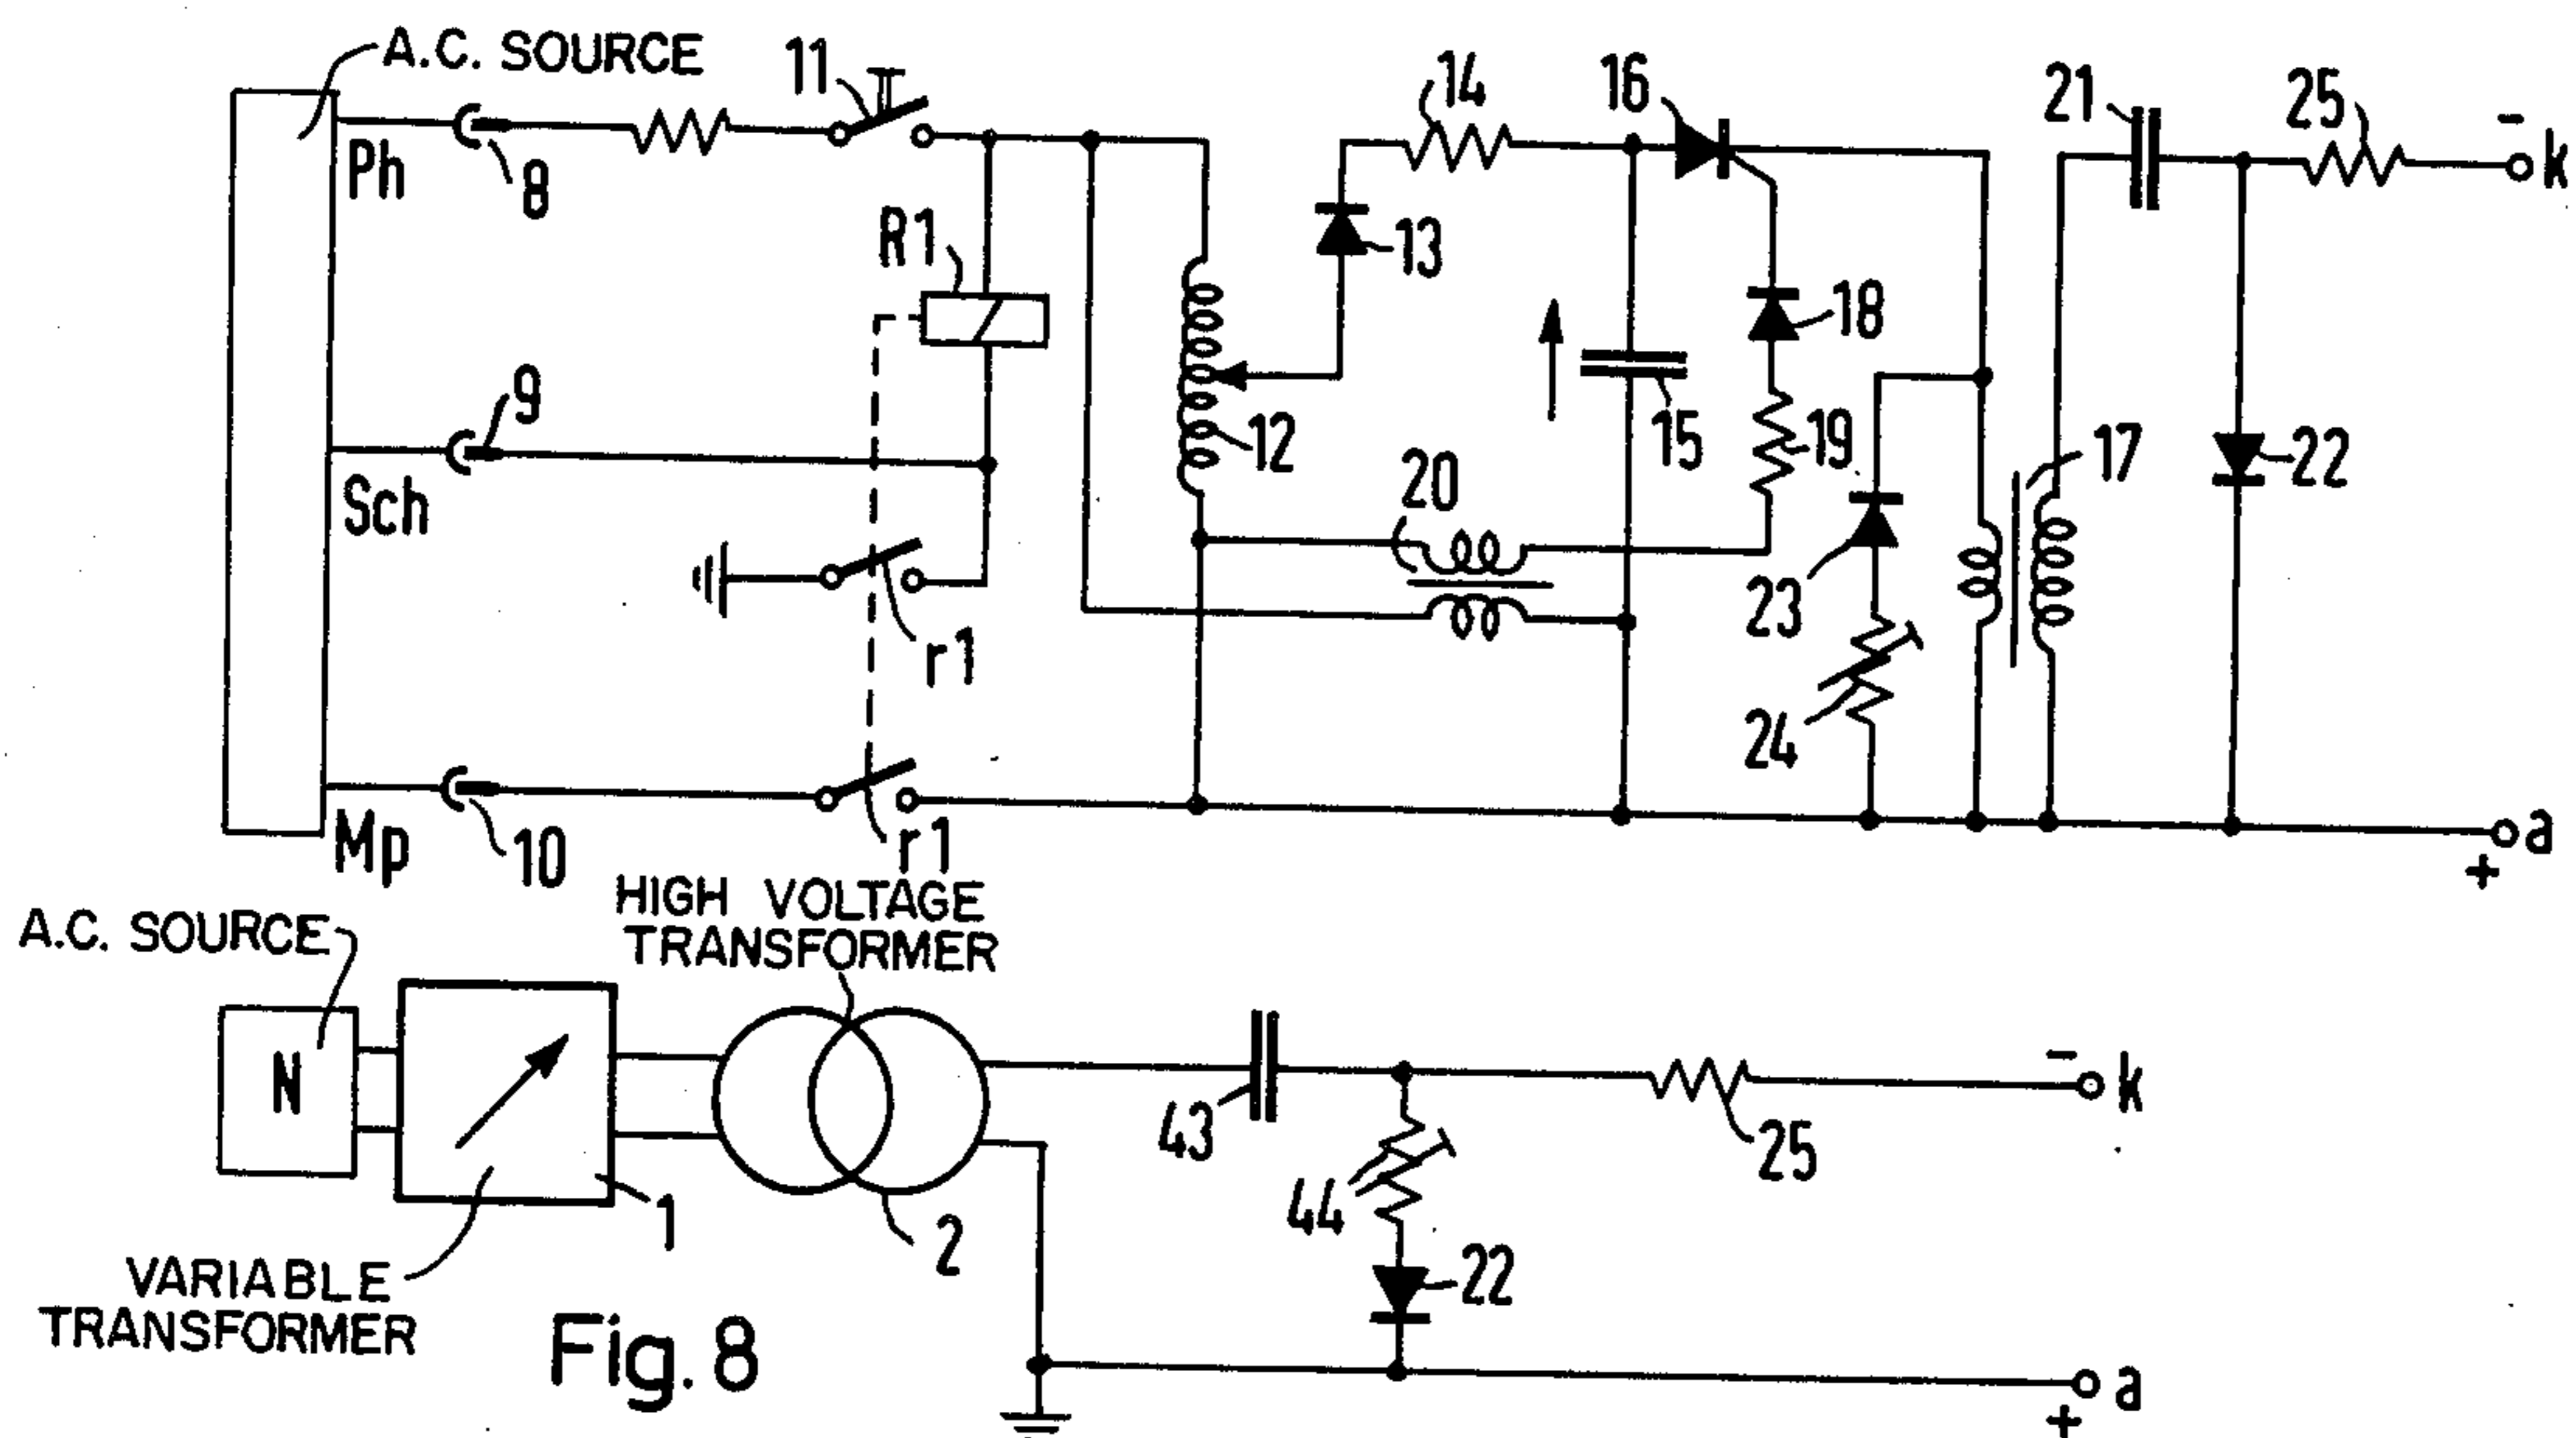 A.C. SOURCE
11
14
16
21
25
-
k
Ph
8
R1
13
18
9
12
15
19
17
22
Sch
20
23
r1
24
Mp
10
r1
a
+
A.C. SOURCE
HIGH VOLTAGE
TRANSFORMER
N
43
-
k
25
1
2
44
22
VARIABLE
TRANSFORMER
Fig. 8
a
+